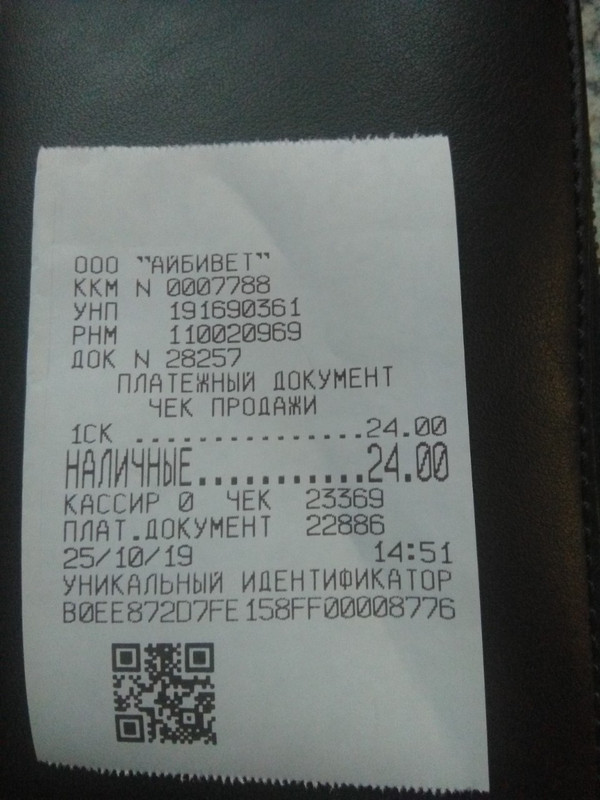 ООО "АЙБИВЕТ"
ККМ N 0007788
УНП 191690361
РНМ 110020969
ДОК N 28257
ПЛАТЕЖНЫЙ ДОКУМЕНТ
ЧЕК ПРОДАЖИ
1СК ................24.00
НАЛИЧНЫЕ...........24.00
КАССИР 0 ЧЕК 23369
ПЛАТ.ДОКУМЕНТ 22886
25/10/19 14:51
УНИКАЛЬНЫЙ ИДЕНТИФИКАТОР
B0EE872D7FE158FF00008776